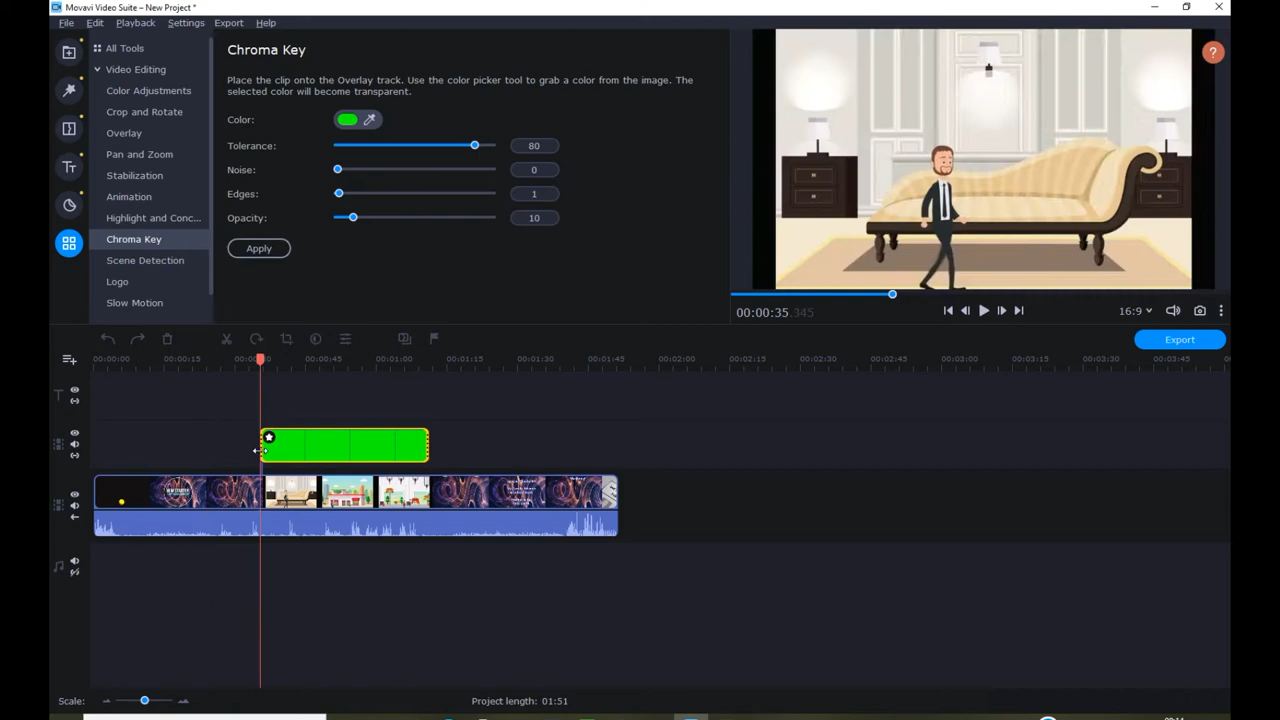 Movavi Video Suite – New Project *
File Edit Playback Settings Export Help
All Tools
Video Editing
Color Adjustments
Crop and Rotate
Overlay
Pan and Zoom
Stabilization
Animation
Highlight and Conc...
Chroma Key
Scene Detection
Logo
Slow Motion
Chroma Key
Place the clip onto the Overlay track. Use the color picker tool to grab a color from the image. The
selected color will become transparent.
Color:
Tolerance: 80
Noise: 0
Edges: 1
Opacity: 10
Apply
?
00:00:35.345
16:9
Export
00:00:00 00:00:15 00:00:45 00:01:00 00:01:15 00:01:30 00:01:45 00:02:00 00:02:15 00:02:30 00:02:45 00:03:00 00:03:15 00:03:30 00:03:45
Scale:
Project length: 01:51